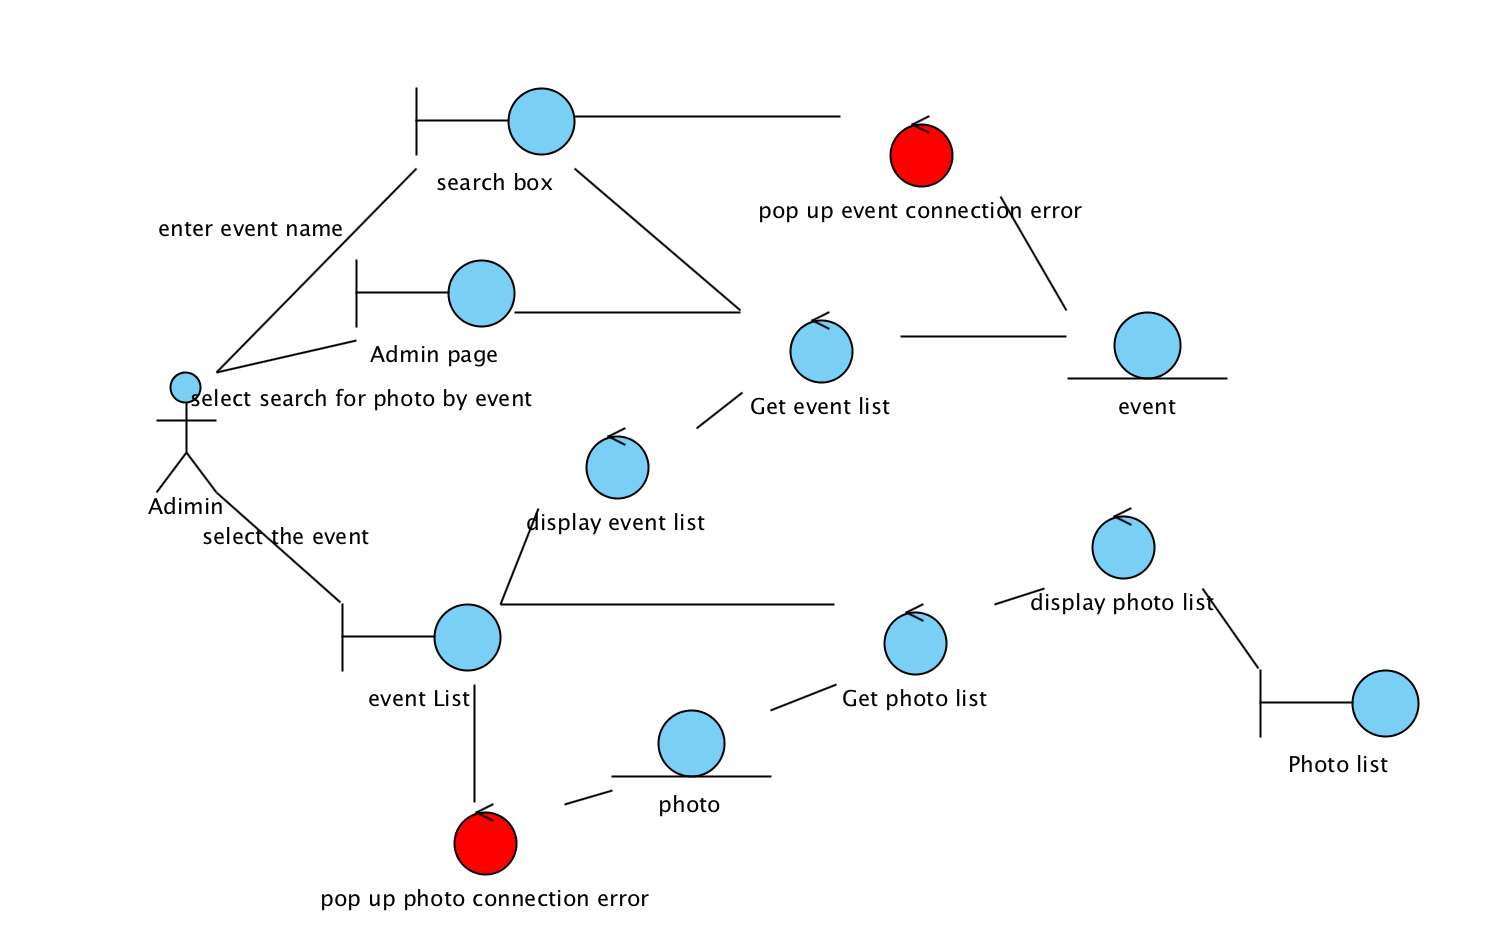 search box
pop up event connection error
enter event name
Admin page
select search for photo by event
Get event list
event
Adimin
display event list
select the event
display photo list
event List
Get photo list
Photo list
photo
pop up photo connection error